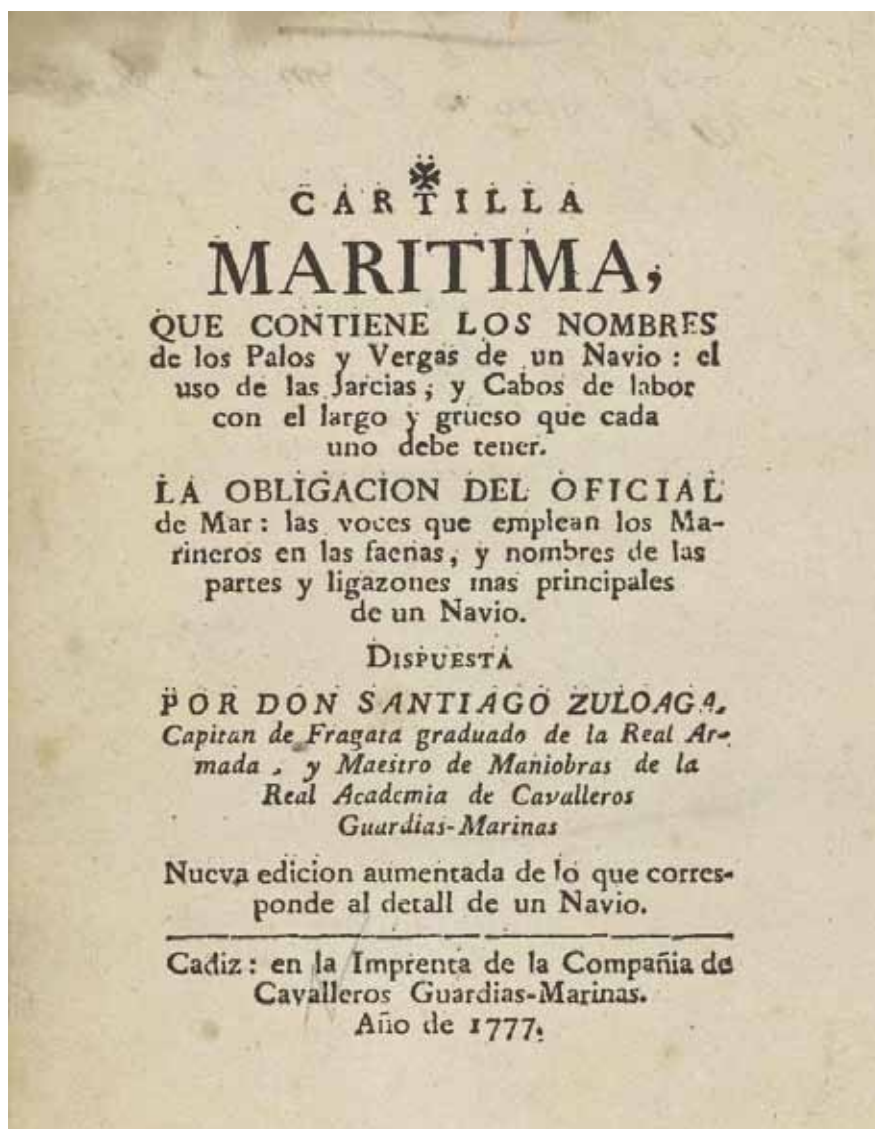 CARTILLA
MARITIMA,
QUE CONTIENE LOS NOMBRES
de los Palos y Vergas de un Navio : el
uso de las Jarcias, y Cabos de labor
con el largo y grueso que cada
uno debe tener.
LA OBLIGACION DEL OFICIAL
de Mar : las voces que emplean los Ma-
rineros en las faenas, y nombres de las
partes y ligazones mas principales
de un Navio.
DISPUESTA
POR DON SANTIAGO ZULOAGA,
Capitan de Fragata graduado de la Real Ar-
mada, y Maestro de Maniobras de la
Real Academia de Cavalleros
Guardias-Marinas
Nueva edicion aumentada de lo que corres-
ponde al detall de un Navio.
Cadiz : en la Imprenta de la Compañia de
Cavalleros Guardias-Marinas.
Año de 1777.